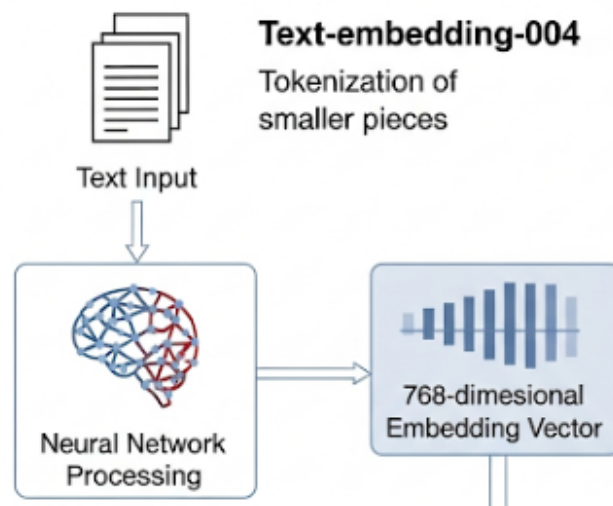 Text-embedding-004
Tokenization of
smaller pieces
Text Input
Neural Network
Processing
768-dimesional
Embedding Vector